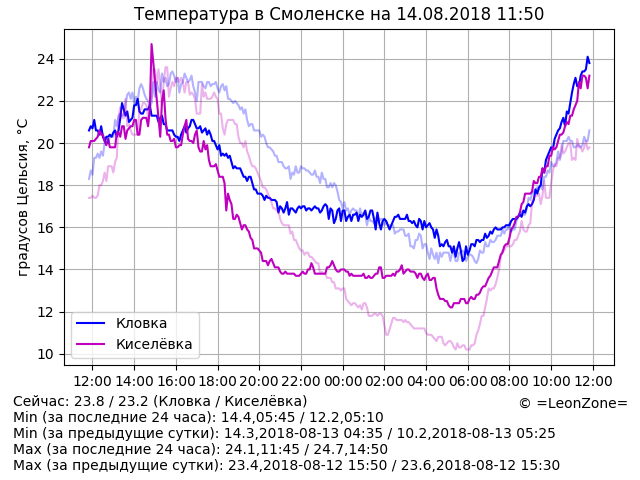 Температура в Смоленске на 14.08.2018 11:50
градусов Цельсия, °C
24
22
20
18
16
14
12
10
Кловка
Киселёвка
12:00 14:00 16:00 18:00 20:00 22:00 00:00 02:00 04:00 06:00 08:00 10:00 12:00
Сейчас: 23.8 / 23.2 (Кловка / Киселёвка)
© =LeonZone=
Min (за последние 24 часа): 14.4,05:45 / 12.2,05:10
Min (за предыдущие сутки): 14.3,2018-08-13 04:35 / 10.2,2018-08-13 05:25
Max (за последние 24 часа): 24.1,11:45 / 24.7,14:50
Max (за предыдущие сутки): 23.4,2018-08-12 15:50 / 23.6,2018-08-12 15:30